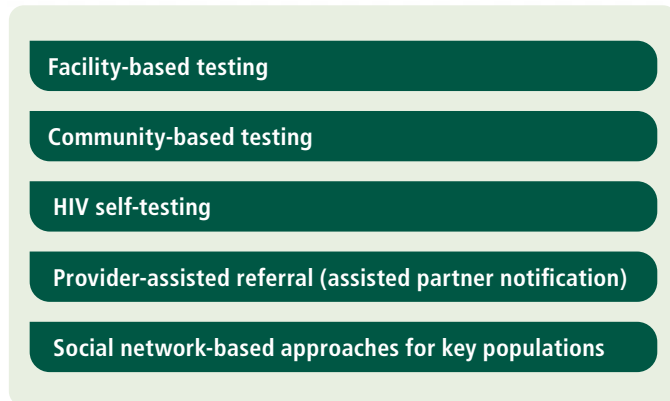 Facility-based testing
Community-based testing
HIV self-testing
Provider-assisted referral (assisted partner notification)
Social network-based approaches for key populations